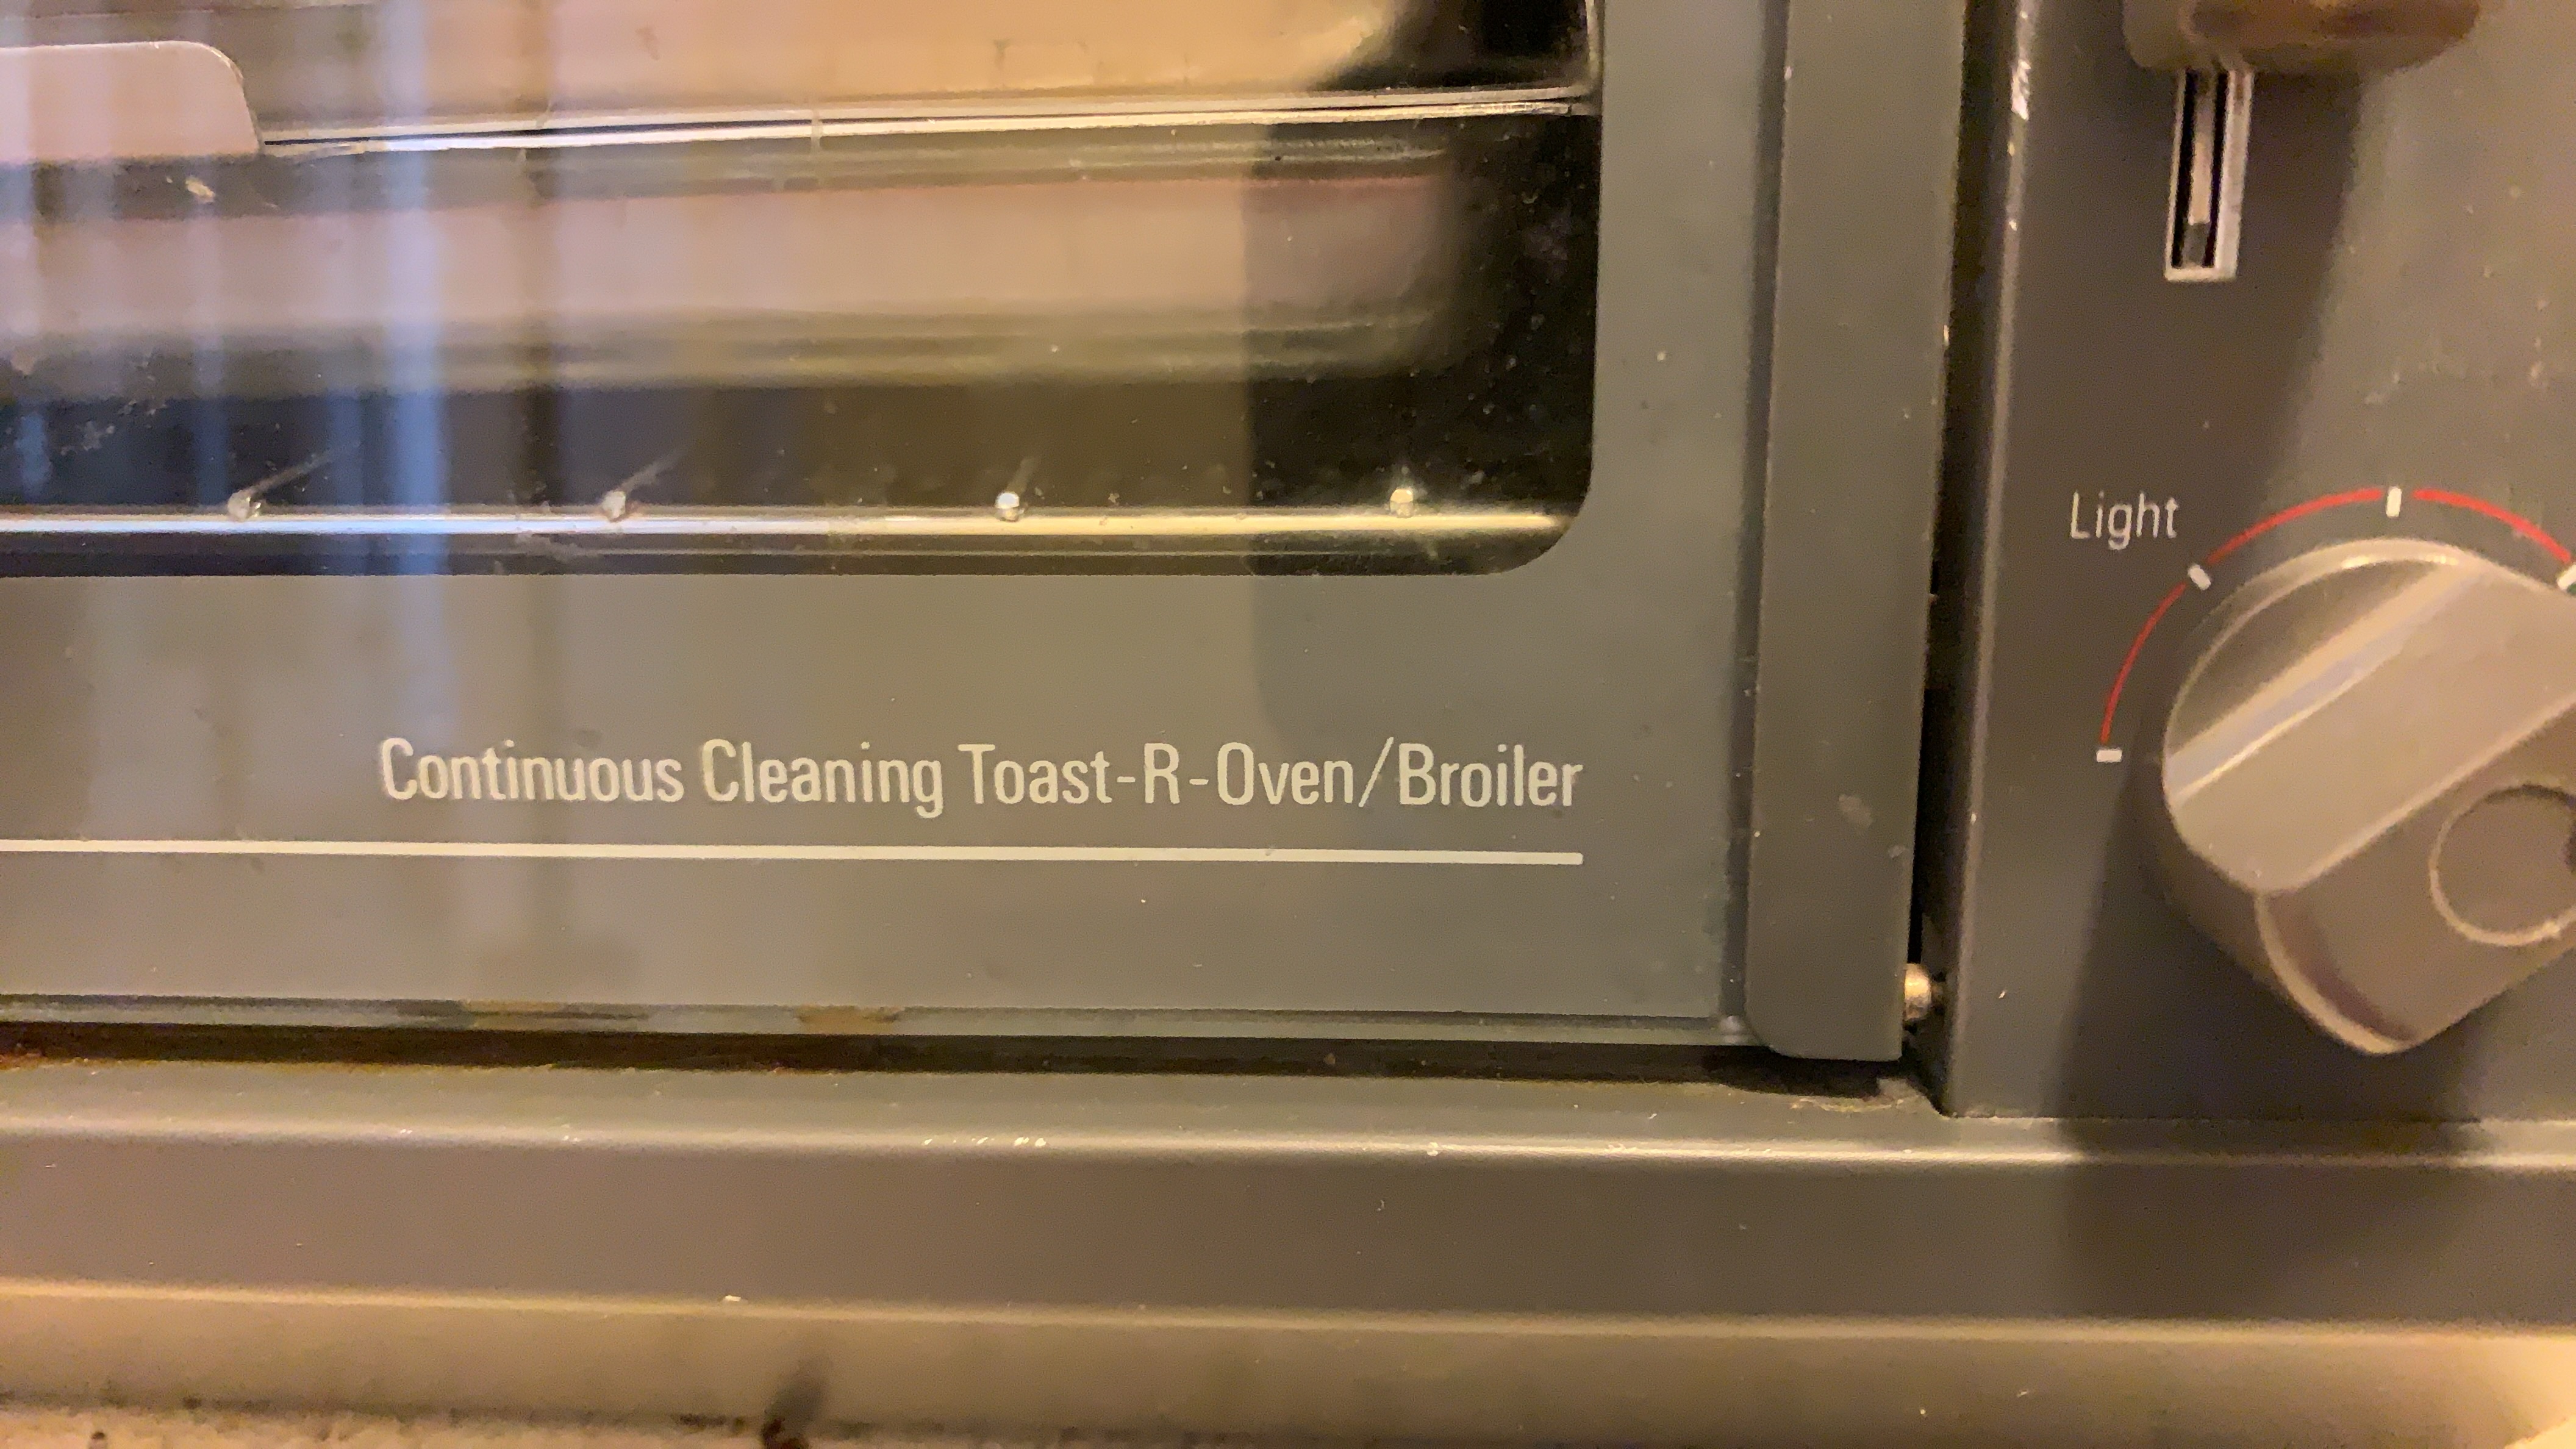 Light
Continuous Cleaning Toast-R-Oven/Broiler